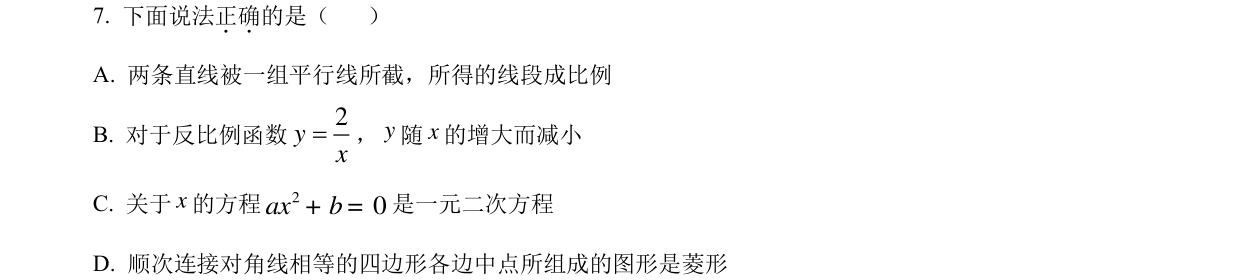 7. 下面说法正确的是（ ）
A. 两条直线被一组平行线所截，所得的线段成比例
B. 对于反比例函数 y = 2/x ， y 随 x 的增大而减小
C. 关于 x 的方程 ax² + b = 0 是一元二次方程
D. 顺次连接对角线相等的四边形各边中点所组成的图形是菱形